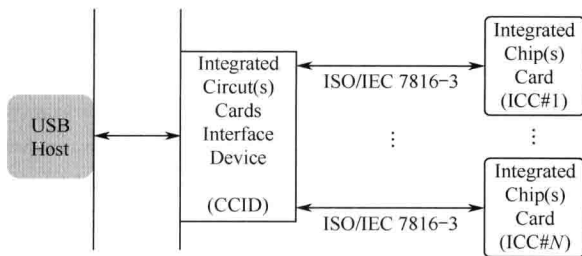 USB
Host
Integrated
Circut(s)
Cards
Interface
Device
(CCID)
ISO/IEC 7816-3
⋮
ISO/IEC 7816-3
Integrated
Chip(s)
Card
(ICC#1)
⋮
Integrated
Chip(s)
Card
(ICC#N)